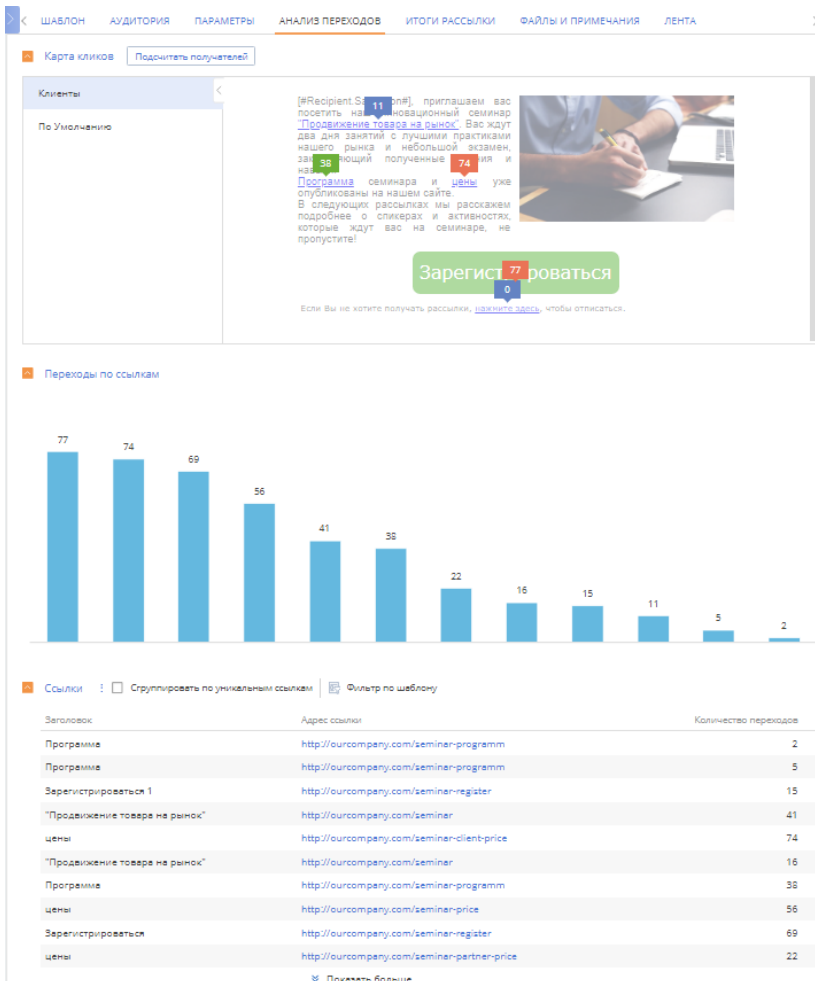 ШАБЛОН АУДИТОРИЯ ПАРАМЕТРЫ АНАЛИЗ ПЕРЕХОДОВ ИТОГИ РАССЫЛКИ ФАЙЛЫ И ПРИМЕЧАНИЯ ЛЕНТА
Карта кликов Подсчитать получателей
Клиенты
По Умолчанию
[#Recipient.Sa on#], приглашаем вас
11
посетить на новационный семинар
"Продвижение товара на рынок". Вас ждут
два дня занятий с лучшими практиками
нашего рынка и небольшой экзамен,
зак ющий полученные ния и
38 74
нав
Программа семинара и цены уже
опубликованы на нашем сайте.
В следующих рассылках мы расскажем
подробнее о спикерах и активностях,
которые ждут вас на семинаре, не
пропустите!
Зарегист 77 роваться
0
Если Вы не хотите получать рассылки, нажмите здесь, чтобы отписаться.
Переходы по ссылкам
77 74 69 56 41 38 22 16 15 11 5 2
Ссылки Сгруппировать по уникальным ссылкам Фильтр по шаблону
Заголовок Адрес ссылки Количество переходов
Программа http://ourcompany.com/seminar-programm 2
Программа http://ourcompany.com/seminar-programm 5
Зарегистрироваться 1 http://ourcompany.com/seminar-register 15
"Продвижение товара на рынок" http://ourcompany.com/seminar 41
цены http://ourcompany.com/seminar-client-price 74
"Продвижение товара на рынок" http://ourcompany.com/seminar 16
Программа http://ourcompany.com/seminar-programm 38
цены http://ourcompany.com/seminar-price 56
Зарегистрироваться http://ourcompany.com/seminar-register 69
цены http://ourcompany.com/seminar-partner-price 22
Показать больше